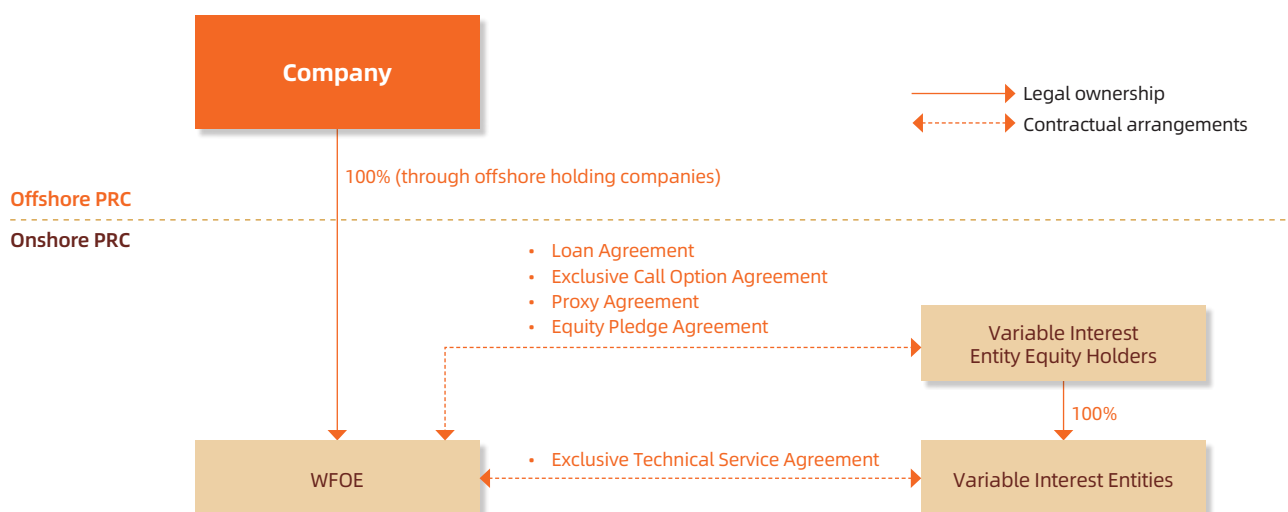 Company
Legal ownership
Contractual arrangements
100% (through offshore holding companies)
Offshore PRC
Onshore PRC
• Loan Agreement
• Exclusive Call Option Agreement
• Proxy Agreement
• Equity Pledge Agreement
Variable Interest
Entity Equity Holders
100%
WFOE
• Exclusive Technical Service Agreement
Variable Interest Entities